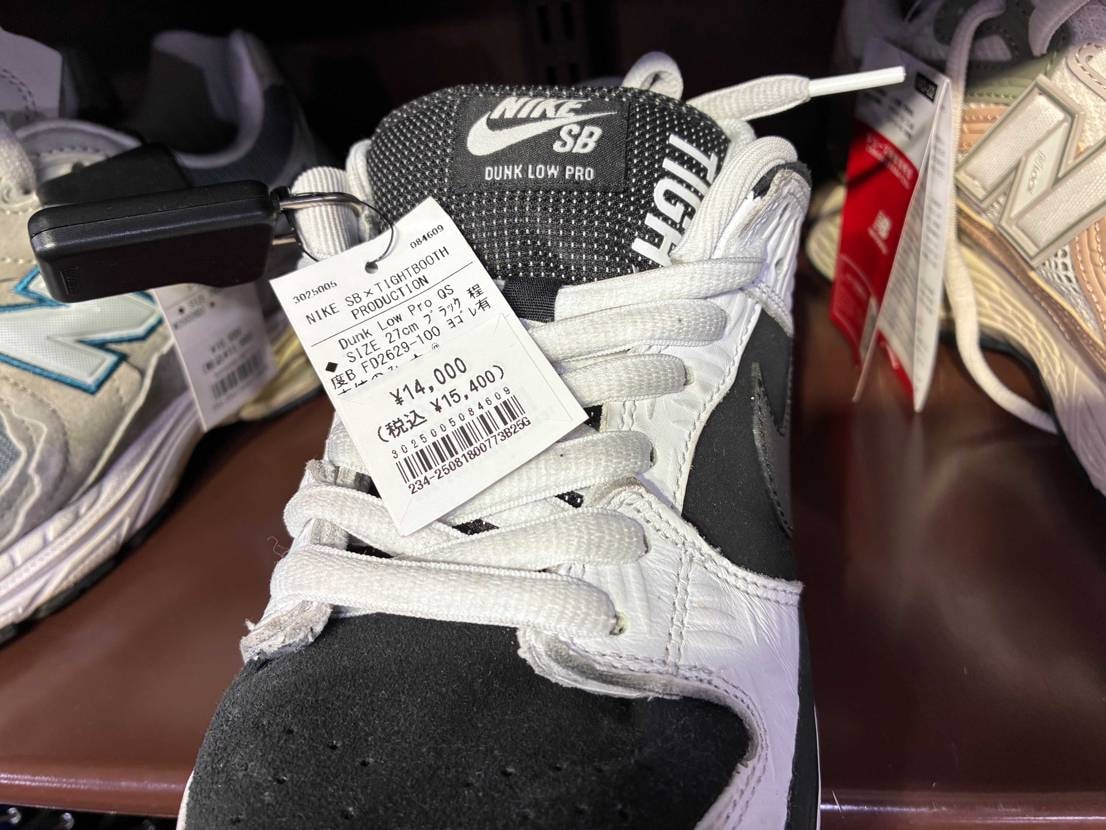 NIKE
SB
DUNK LOW PRO
TIGH
084609
3025005
NIKE SB×TIGHTBOOTH
PRODUCTION
Dunk Low Pro QS
SIZE 27cm ブラック 程
◆
度B FD2629-100 ヨゴレ有
¥14,000
(税込 ¥15,400)
3025005084609
234-25081800773B25G